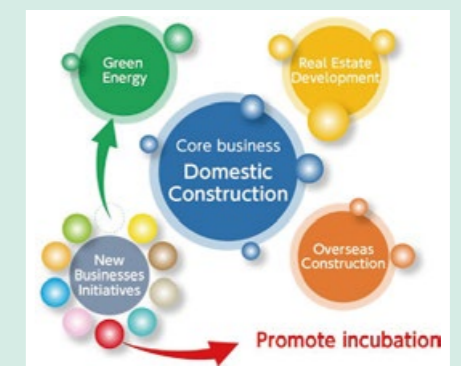 Green
Energy
Real Estate
Development
Core business
Domestic
Construction
New
Businesses
Initiatives
Overseas
Construction
Promote incubation